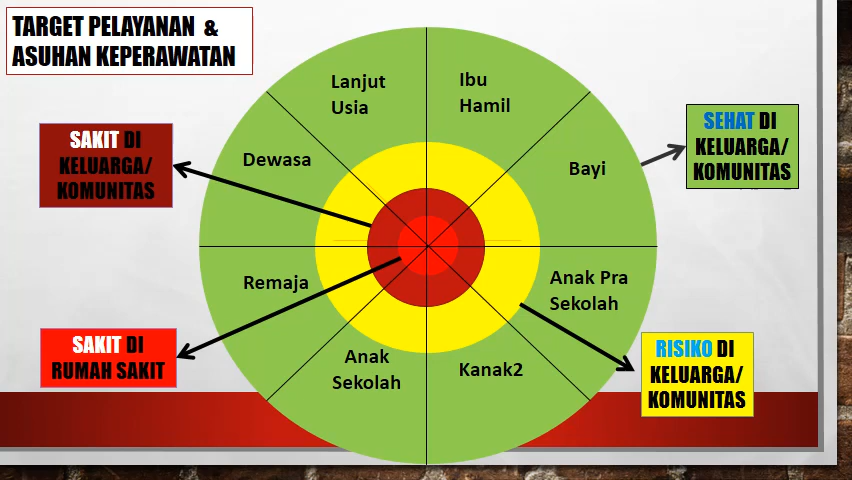 TARGET PELAYANAN &
ASUHAN KEPERAWATAN
Lanjut
Usia
Ibu
Hamil
SAKIT DI
KELUARGA/
KOMUNITAS
Dewasa
Bayi
SEHAT DI
KELUARGA/
KOMUNITAS
Remaja
Anak Pra
Sekolah
SAKIT DI
RUMAH SAKIT
Anak
Sekolah
Kanak2
RISIKO DI
KELUARGA/
KOMUNITAS